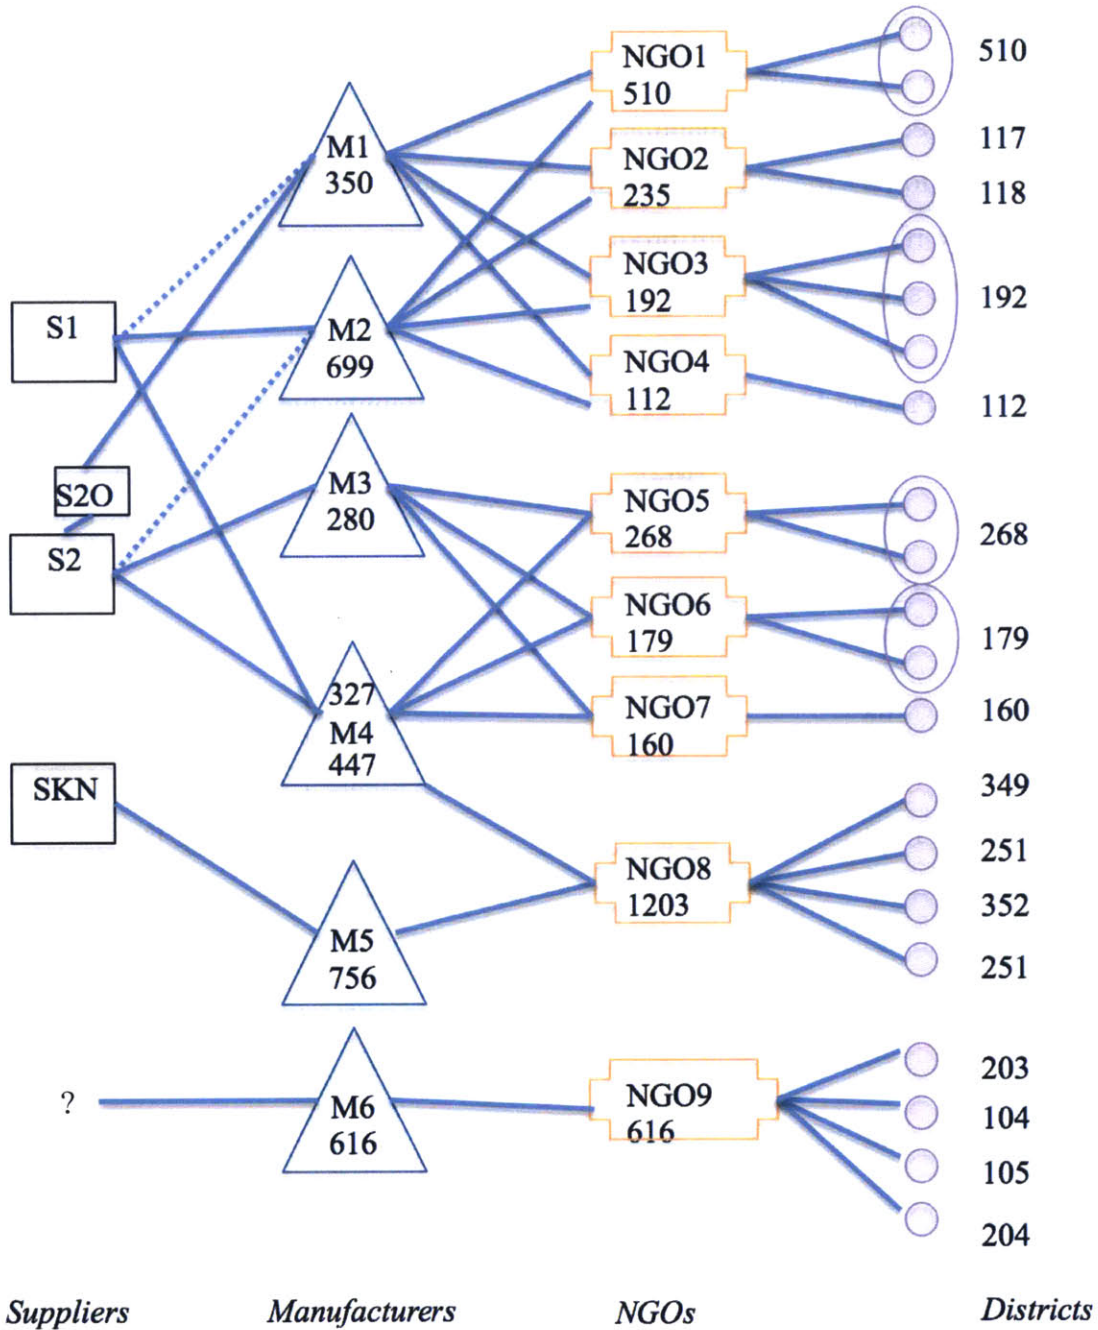 NGO1
510
510
M1
350
117
NGO2
235
118
NGO3
192
192
S1
M2
699
NGO4
112
112
S2O
M3
280
NGO5
268
268
S2
NGO6
179
179
327
M4
447
NGO7
160
160
SKN
349
NGO8
1203
251
352
M5
756
251
203
?
M6
616
NGO9
616
104
105
204
Suppliers
Manufacturers
NGOs
Districts